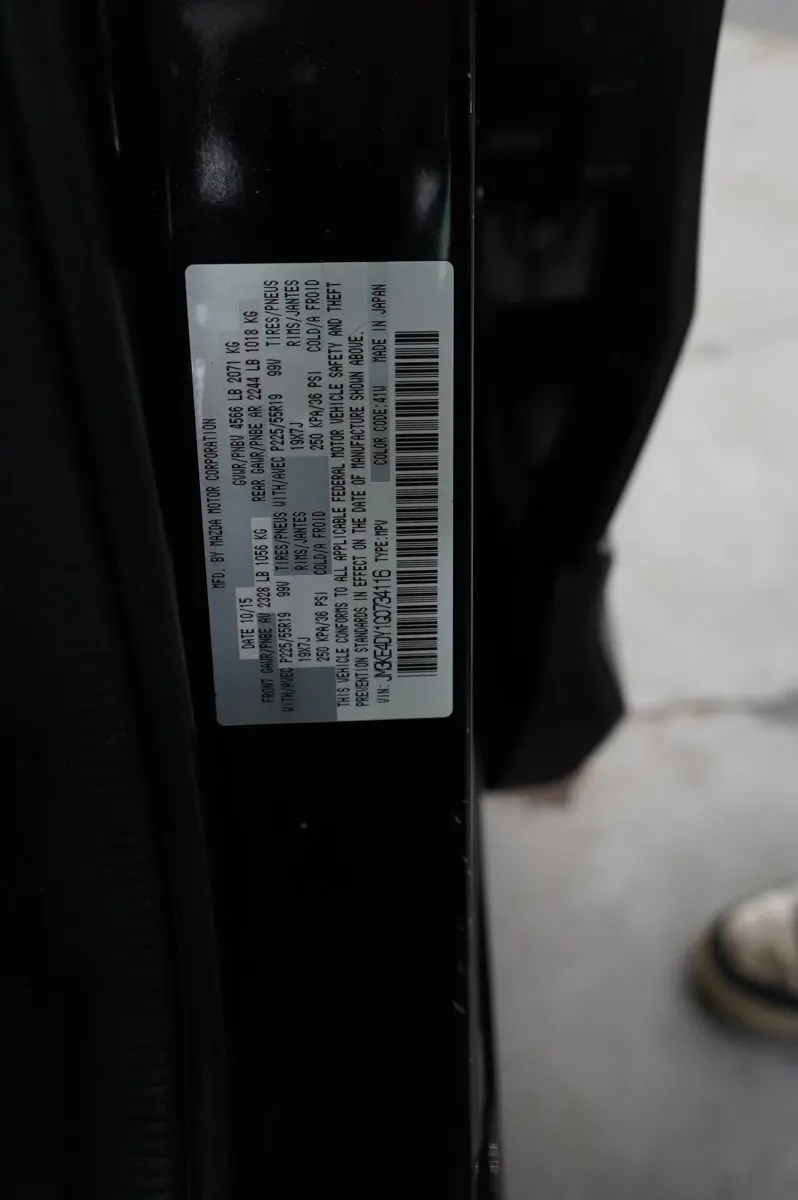 MFD. BY MAZDA MOTOR CORPORATION
DATE 10/15 GVWR/PNBV 4566 LB 2071 KG
FRONT GAWR/PNBE AV 2328 LB 1056 KG REAR GAWR/PNBE AR 2244 LB 1018 KG
WITH/AVEC P225/55R19 99V TIRES/PNEUS WITH/AVEC P225/55R19 99V TIRES/PNEUS
19X7J RIMS/JANTES 19X7J RIMS/JANTES
250 KPA/36 PSI COLD/A FROID 250 KPA/36 PSI COLD/A FROID
THIS VEHICLE CONFORMS TO ALL APPLICABLE FEDERAL MOTOR VEHICLE SAFETY AND THEFT
PREVENTION STANDARDS IN EFFECT ON THE DATE OF MANUFACTURE SHOWN ABOVE.
VIN: JM3KE4DY1G0734116 TYPE:MPV COLOR CODE:41W MADE IN JAPAN